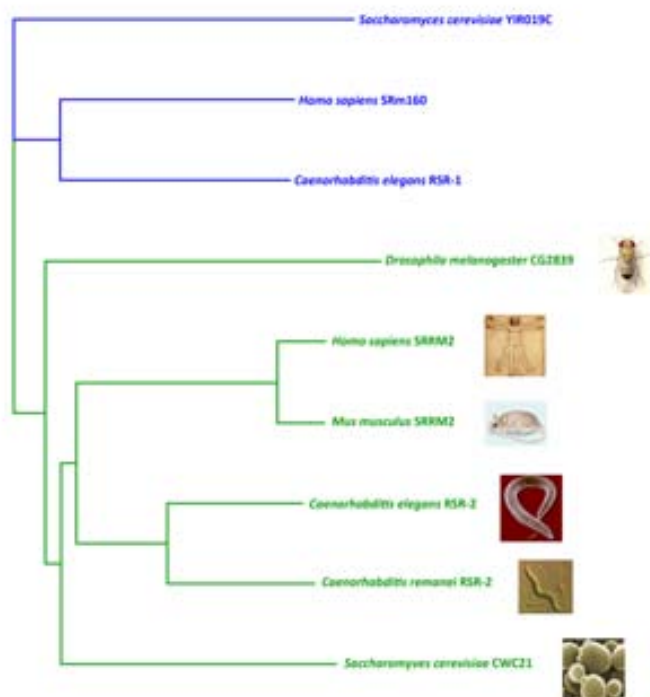 Saccharomyces cerevisiae YIR019C
Homo sapiens SRm160
Caenorhabditis elegans RSR-1
Drosophila melanogaster CG2839
Homo sapiens SRRM2
Mus musculus SRRM2
Caenorhabditis elegans RSR-2
Caenorhabditis remanei RSR-2
Saccharomyves cerevisiae CWC21